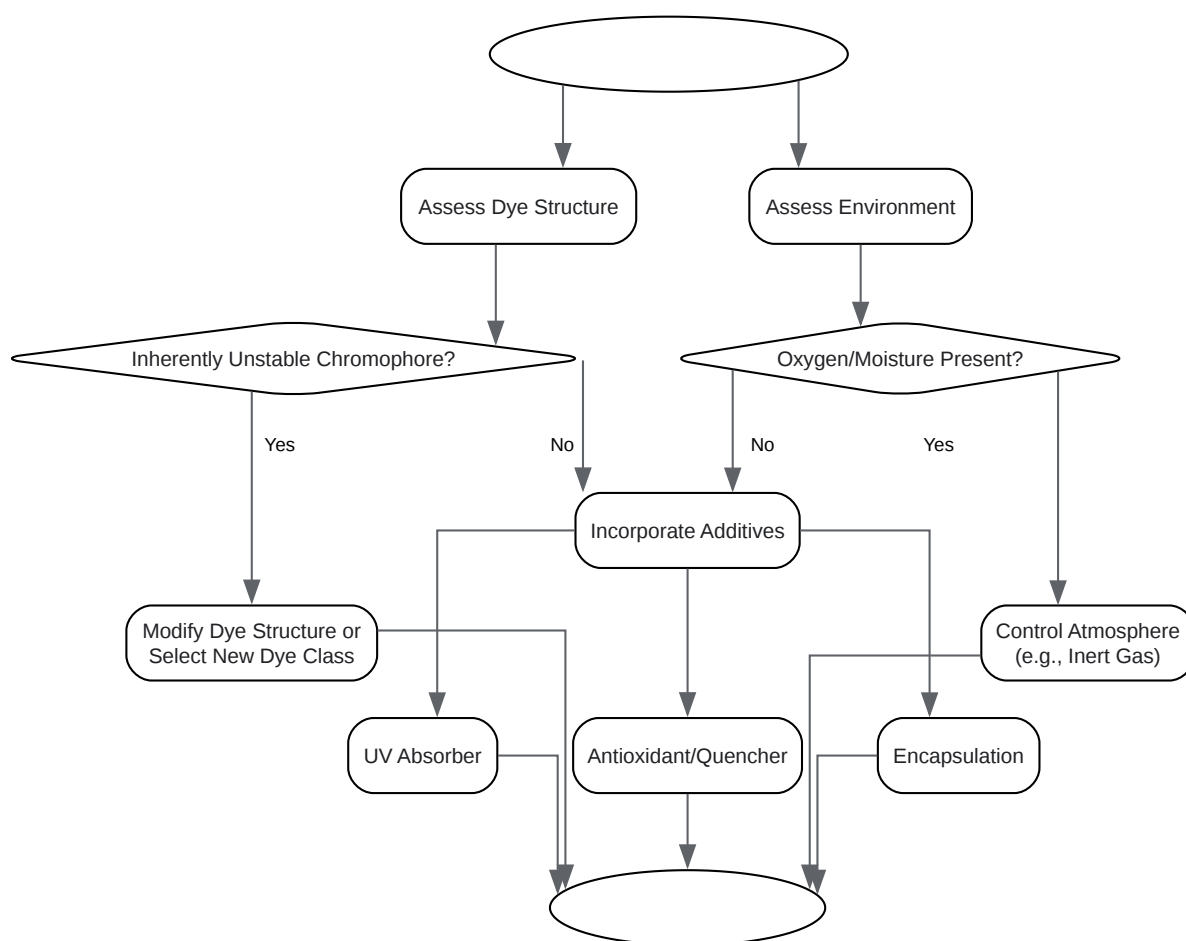 Assess Dye Structure
Assess Environment
Inherently Unstable Chromophore?
Oxygen/Moisture Present?
Yes
No
No
Yes
Incorporate Additives
Modify Dye Structure or
Select New Dye Class
Control Atmosphere
(e.g., Inert Gas)
UV Absorber
Antioxidant/Quencher
Encapsulation